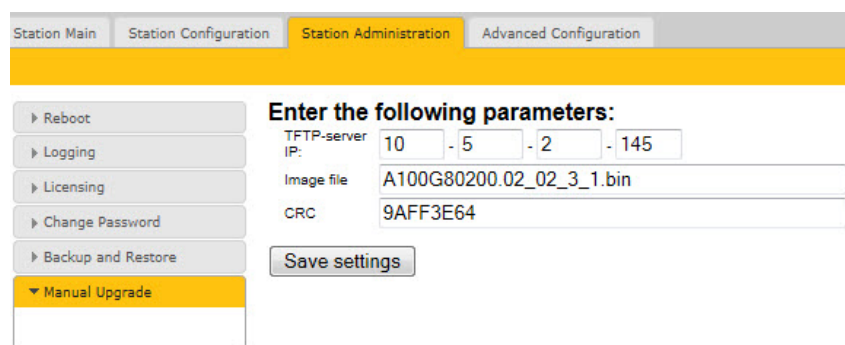 Station Main Station Configuration Station Administration Advanced Configuration
Reboot
Logging
Licensing
Change Password
Backup and Restore
Manual Upgrade
Enter the following parameters:
TFTP-server IP: 10 - 5 - 2 - 145
Image file A100G80200.02_02_3_1.bin
CRC 9AFF3E64
Save settings